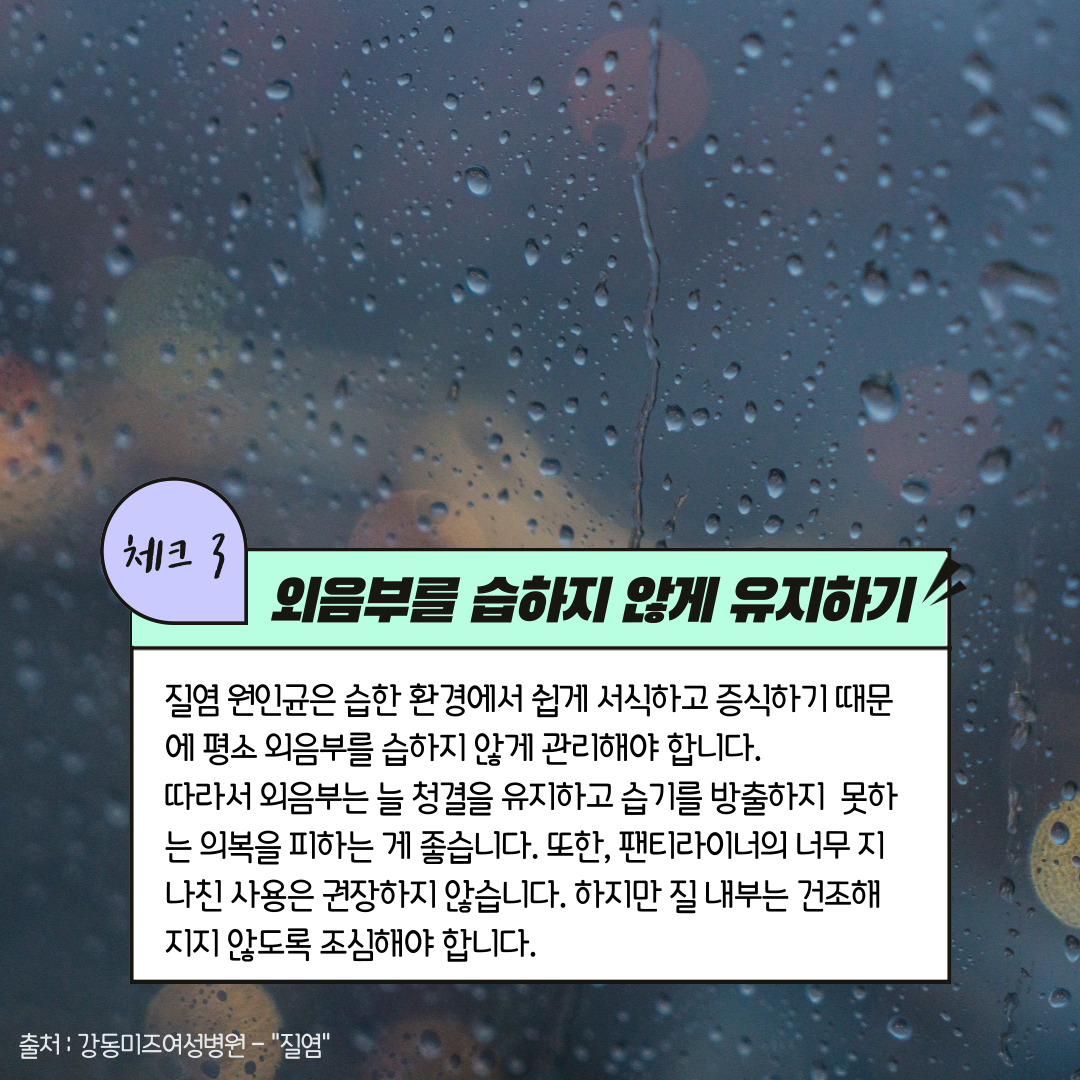 체크 3
외음부를 습하지 않게 유지하기
질염 원인균은 습한 환경에서 쉽게 서식하고 증식하기 때문
에 평소 외음부를 습하지 않게 관리해야 합니다.
따라서 외음부는 늘 청결을 유지하고 습기를 방출하지 못하
는 의복을 피하는 게 좋습니다. 또한, 팬티라이너의 너무 지
나친 사용은 권장하지 않습니다. 하지만 질 내부는 건조해
지지 않도록 조심해야 합니다.
출처 : 강동미즈여성병원 - "질염"